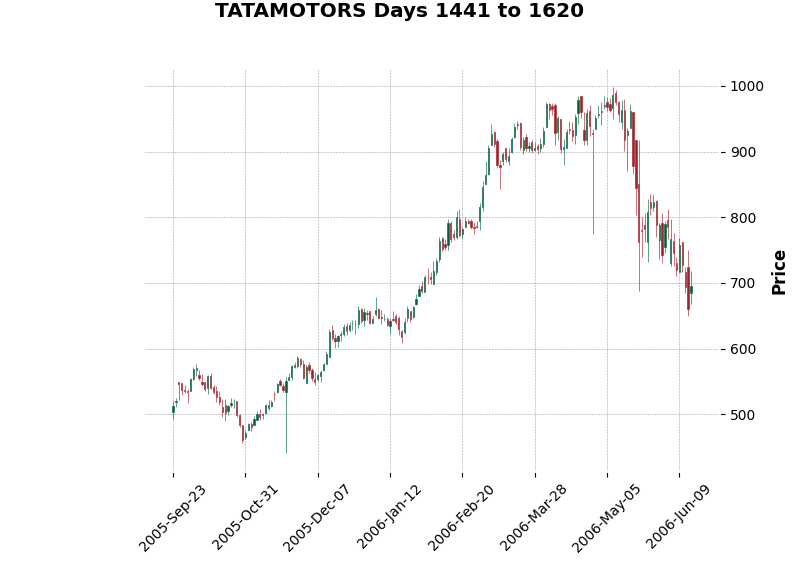 TATAMOTORS Days 1441 to 1620
1000
900
800
700
600
500
Price
2005-Sep-23
2005-Oct-31
2005-Dec-07
2006-Jan-12
2006-Feb-20
2006-Mar-28
2006-May-05
2006-Jun-09